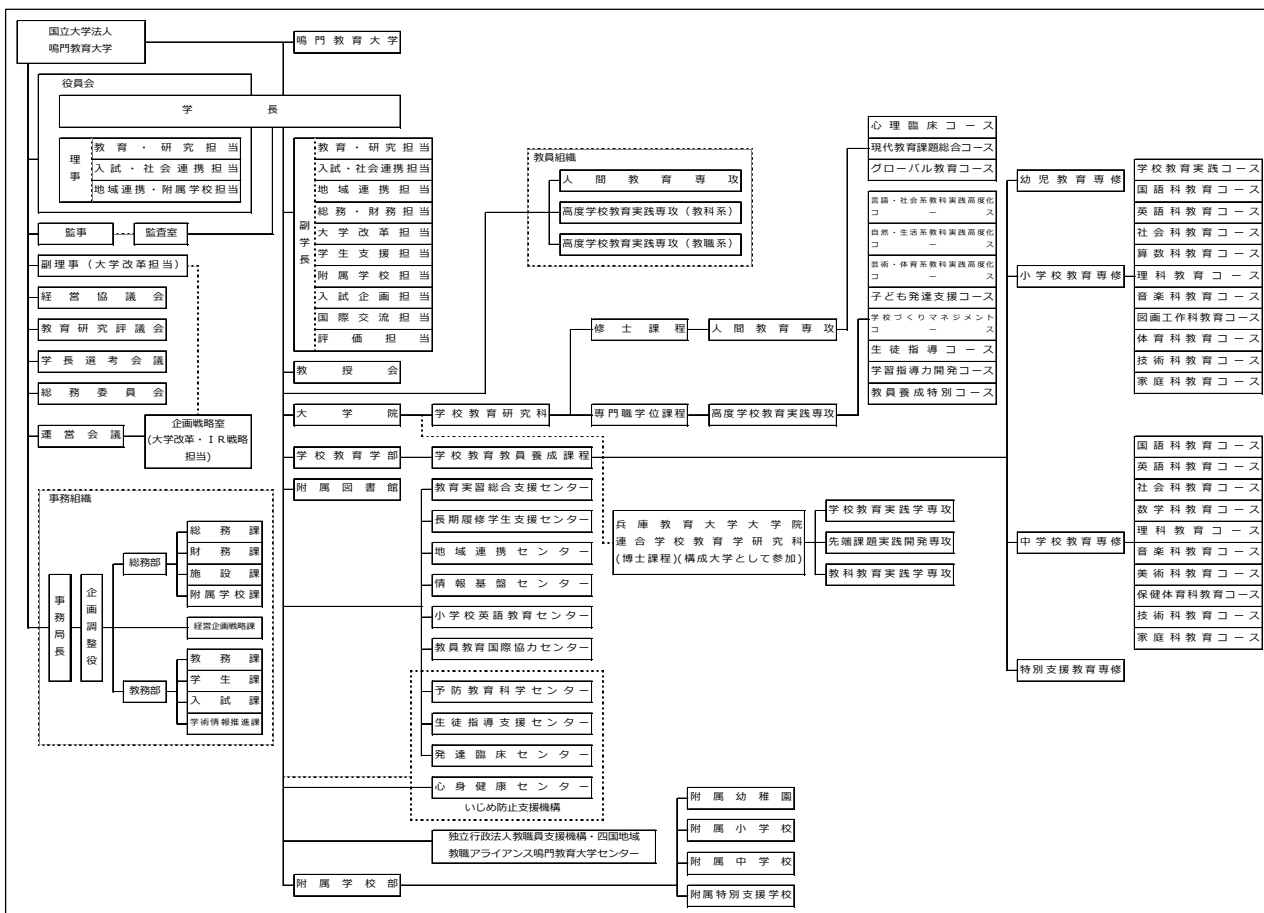 国立大学法人
鳴門教育大学
鳴門教育大学
役員会
学長
理事
教育・研究担当
入試・社会連携担当
地域連携・附属学校担当
監事
監査室
副理事（大学改革担当）
経営協議会
教育研究評議会
学長選考会議
総務委員会
運営会議
企画戦略室
(大学改革・ＩＲ戦略
担当)
事務組織
事務局長
企画調整役
総務部
総務課
財務課
施設課
附属学校課
経営企画戦略課
教務部
教務課
学生課
入試課
学術情報推進課
副学長
教育・研究担当
入試・社会連携担当
地域連携担当
総務・財務担当
大学改革担当
学生支援担当
附属学校担当
入試企画担当
国際交流担当
評価担当
教授会
大学院
学校教育学部
附属図書館
教員組織
人間教育専攻
高度学校教育実践専攻（教科系）
高度学校教育実践専攻（教職系）
学校教育研究科
修士課程
人間教育専攻
専門職学位課程
高度学校教育実践専攻
心理臨床コース
現代教育課題総合コース
グローバル教育コース
言語・社会系教科実践高度化
コース
自然・生活系教科実践高度化
コース
芸術・体育系教科実践高度化
コース
子ども発達支援コース
学校づくりマネジメント
コース
生徒指導コース
学習指導力開発コース
教員養成特別コース
学校教育教員養成課程
幼児教育専修
小学校教育専修
学校教育実践コース
国語科教育コース
英語科教育コース
社会科教育コース
算数科教育コース
理科教育コース
音楽科教育コース
図画工作科教育コース
体育科教育コース
技術科教育コース
家庭科教育コース
中学校教育専修
国語科教育コース
英語科教育コース
社会科教育コース
数学科教育コース
理科教育コース
音楽科教育コース
美術科教育コース
保健体育科教育コース
技術科教育コース
家庭科教育コース
特別支援教育専修
兵庫教育大学大学院
連合学校教育学研究科
(博士課程)(構成大学として参加)
学校教育実践学専攻
先端課題実践開発専攻
教科教育実践学専攻
教育実習総合支援センター
長期履修学生支援センター
地域連携センター
情報基盤センター
小学校英語教育センター
教員教育国際協力センター
予防教育科学センター
生徒指導支援センター
発達臨床センター
心身健康センター
いじめ防止支援機構
独立行政法人教職員支援機構・四国地域
教職アライアンス鳴門教育大学センター
附属学校部
附属幼稚園
附属小学校
附属中学校
附属特別支援学校